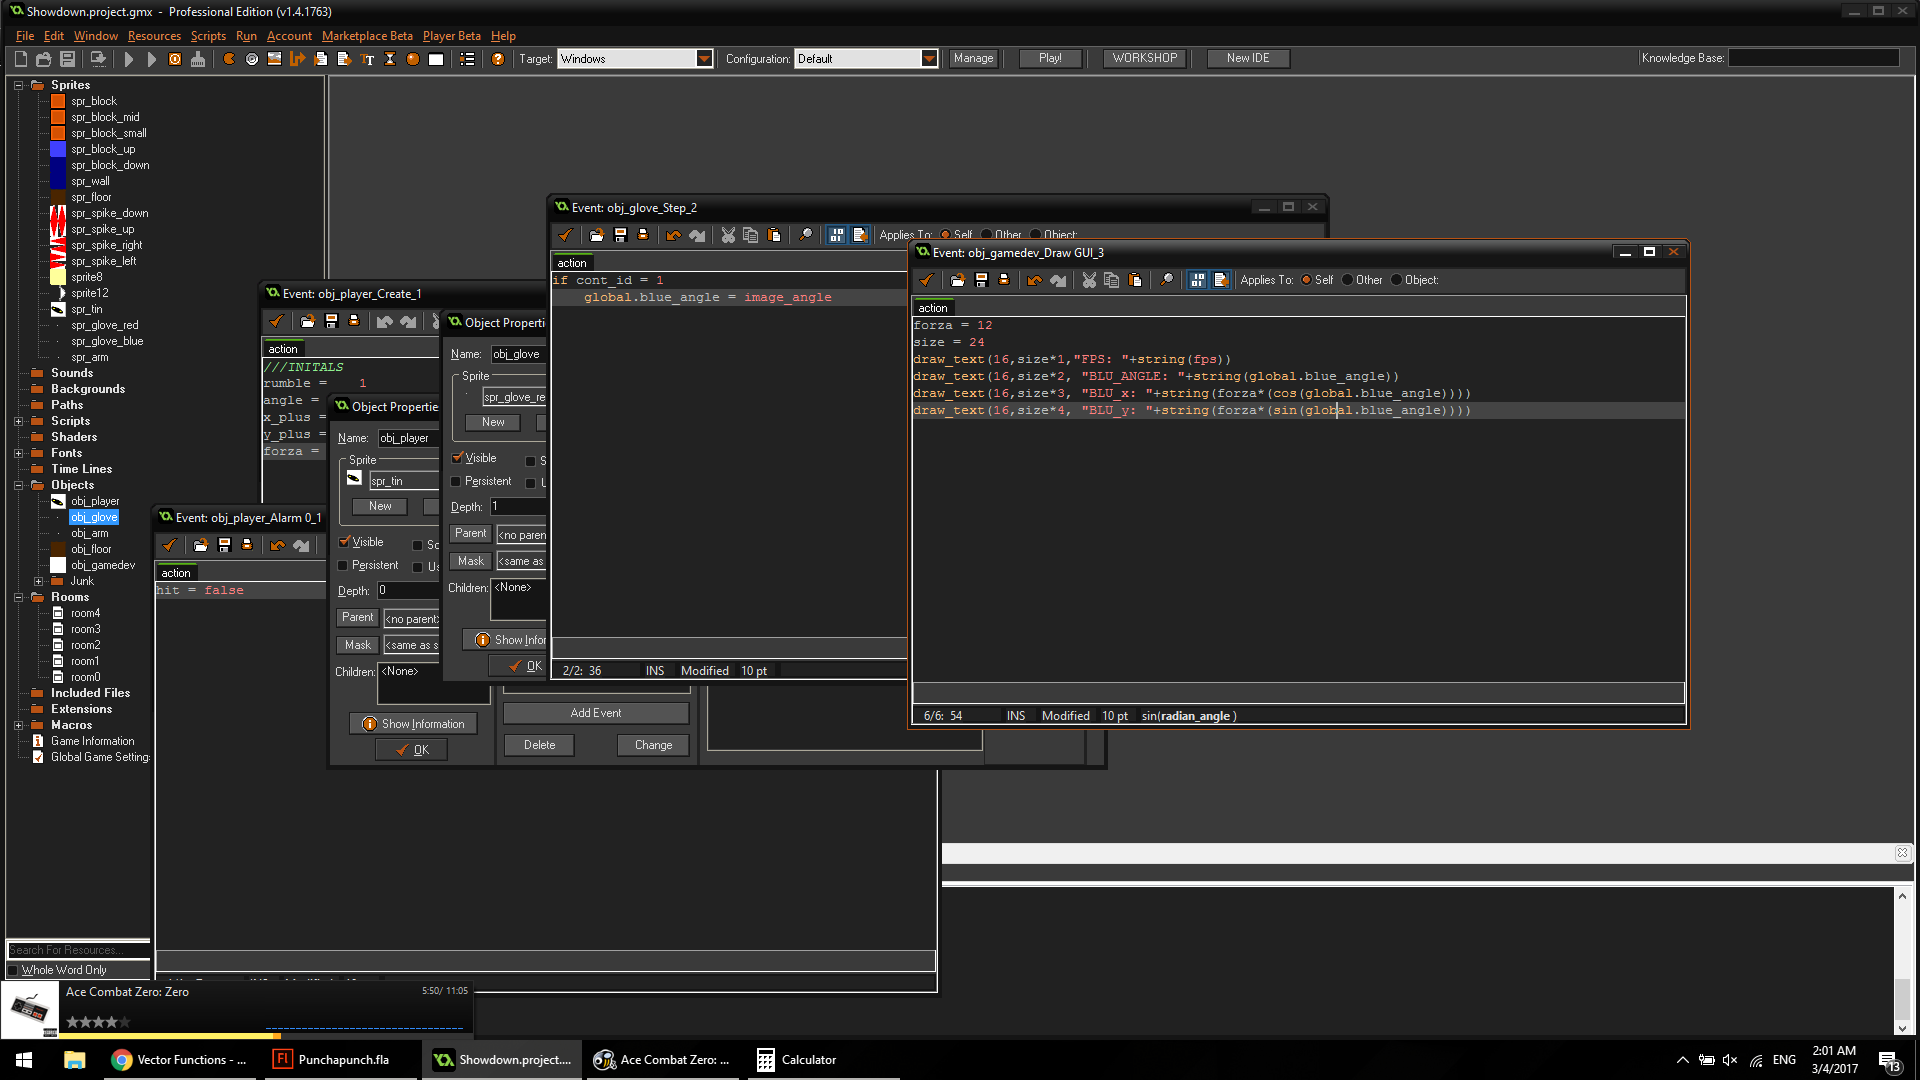 Showdown.project.gmx - Professional Edition (v1.4.1763)
File Edit Window Resources Scripts Run Account Marketplace Beta Player Beta Help
Target: Windows Configuration: Default Manage Play! WORKSHOP New IDE Knowledge Base:
Sprites
spr_block
spr_block_mid
spr_block_small
spr_block_up
spr_block_down
spr_wall
spr_floor
spr_spike_down
spr_spike_up
spr_spike_right
spr_spike_left
sprite8
sprite12
spr_tin
spr_glove_red
spr_glove_blue
spr_arm
Sounds
Backgrounds
Paths
Scripts
Shaders
Fonts
Time Lines
Objects
obj_player
obj_glove
obj_arm
obj_floor
obj_gamedev
Junk
Rooms
room4
room3
room2
room1
room0
Included Files
Extensions
Macros
Game Information
Global Game Setting
Search For Resources...
Whole Word Only
Event: obj_player_Create_1
action
///INITALS
rumble = 1
angle =
x_plus =
y_plus =
forza =
Event: obj_player_Alarm 0_1
action
hit = false
Object Properti
Name: obj_player
Sprite
spr_tin
New
Visible
Persistent
Depth: 0
Parent <no parent>
Mask <same as s
Children: <None>
Show Information
OK
Add Event
Delete Change
Object Properti
Name: obj_glove
Sprite
spr_glove_re
New
Visible S
Persistent U
Depth: 1
Parent <no paren
Mask <same as
Children: <None>
Show Infor
OK
Event: obj_glove_Step_2
Applies To: Self Other Object:
action
if cont_id = 1
global.blue_angle = image_angle
2/2: 36 INS Modified 10 pt
Event: obj_gamedev_Draw GUI_3
Applies To: Self Other Object:
action
forza = 12
size = 24
draw_text(16,size*1,"FPS: "+string(fps))
draw_text(16,size*2, "BLU_ANGLE: "+string(global.blue_angle))
draw_text(16,size*3, "BLU_x: "+string(forza*(cos(global.blue_angle))))
draw_text(16,size*4, "BLU_y: "+string(forza*(sin(global.blue_angle))))
6/6: 54 INS Modified 10 pt sin(radian_angle )
Ace Combat Zero: Zero 5:50/ 11:05
Vector Functions - ... Punchapunch.fla Showdown.project.... Ace Combat Zero: ... Calculator
ENG 2:01 AM
3/4/2017 13